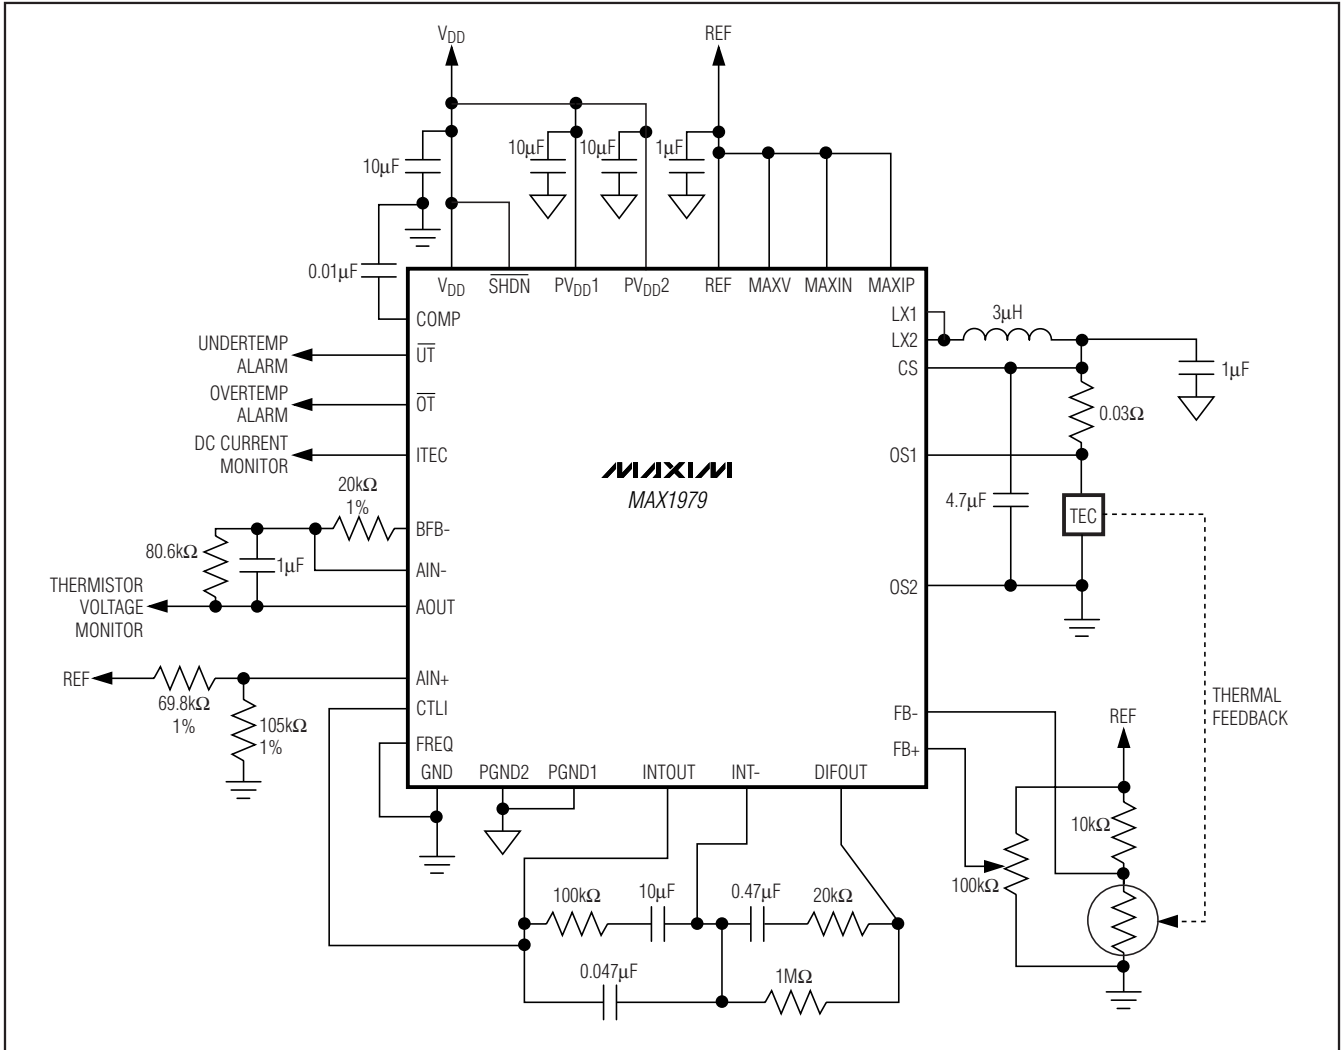 VDD
REF
10µF
10µF
10µF
1µF
0.01µF
VDD
SHDN
PVDD1
PVDD2
REF
MAXV
MAXIN
MAXIP
COMP
LX1
LX2
3µH
UNDERTEMP
ALARM
UT
CS
1µF
OVERTEMP
ALARM
OT
0.03Ω
DC CURRENT
MONITOR
ITEC
OS1
MAXIM
MAX1979
20kΩ
1%
4.7µF
TEC
BFB-
80.6kΩ
1µF
AIN-
THERMISTOR
VOLTAGE
MONITOR
AOUT
OS2
REF
69.8kΩ
1%
AIN+
105kΩ
1%
CTLI
FREQ
FB-
FB+
THERMAL
FEEDBACK
REF
GND
PGND2
PGND1
INTOUT
INT-
DIFOUT
10kΩ
100kΩ
100kΩ
10µF
0.47µF
20kΩ
0.047µF
1MΩ